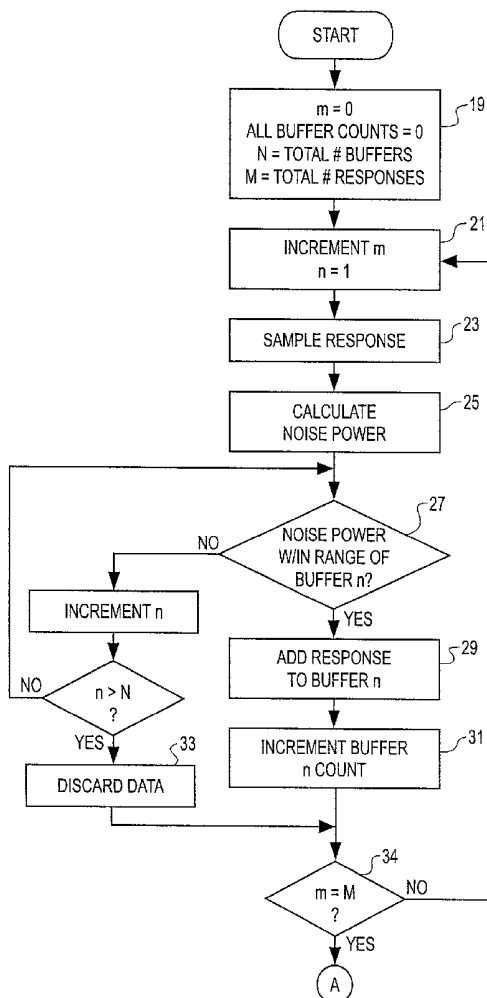 START
m = 0
ALL BUFFER COUNTS = 0
N = TOTAL # BUFFERS
M = TOTAL # RESPONSES
19
INCREMENT m
n = 1
21
SAMPLE RESPONSE
23
CALCULATE
NOISE POWER
25
NOISE POWER
W/IN RANGE OF
BUFFER n?
27
NO
YES
INCREMENT n
ADD RESPONSE
TO BUFFER n
29
n > N
?
NO
YES
INCREMENT BUFFER
n COUNT
31
DISCARD DATA
33
m = M
?
34
NO
YES
A